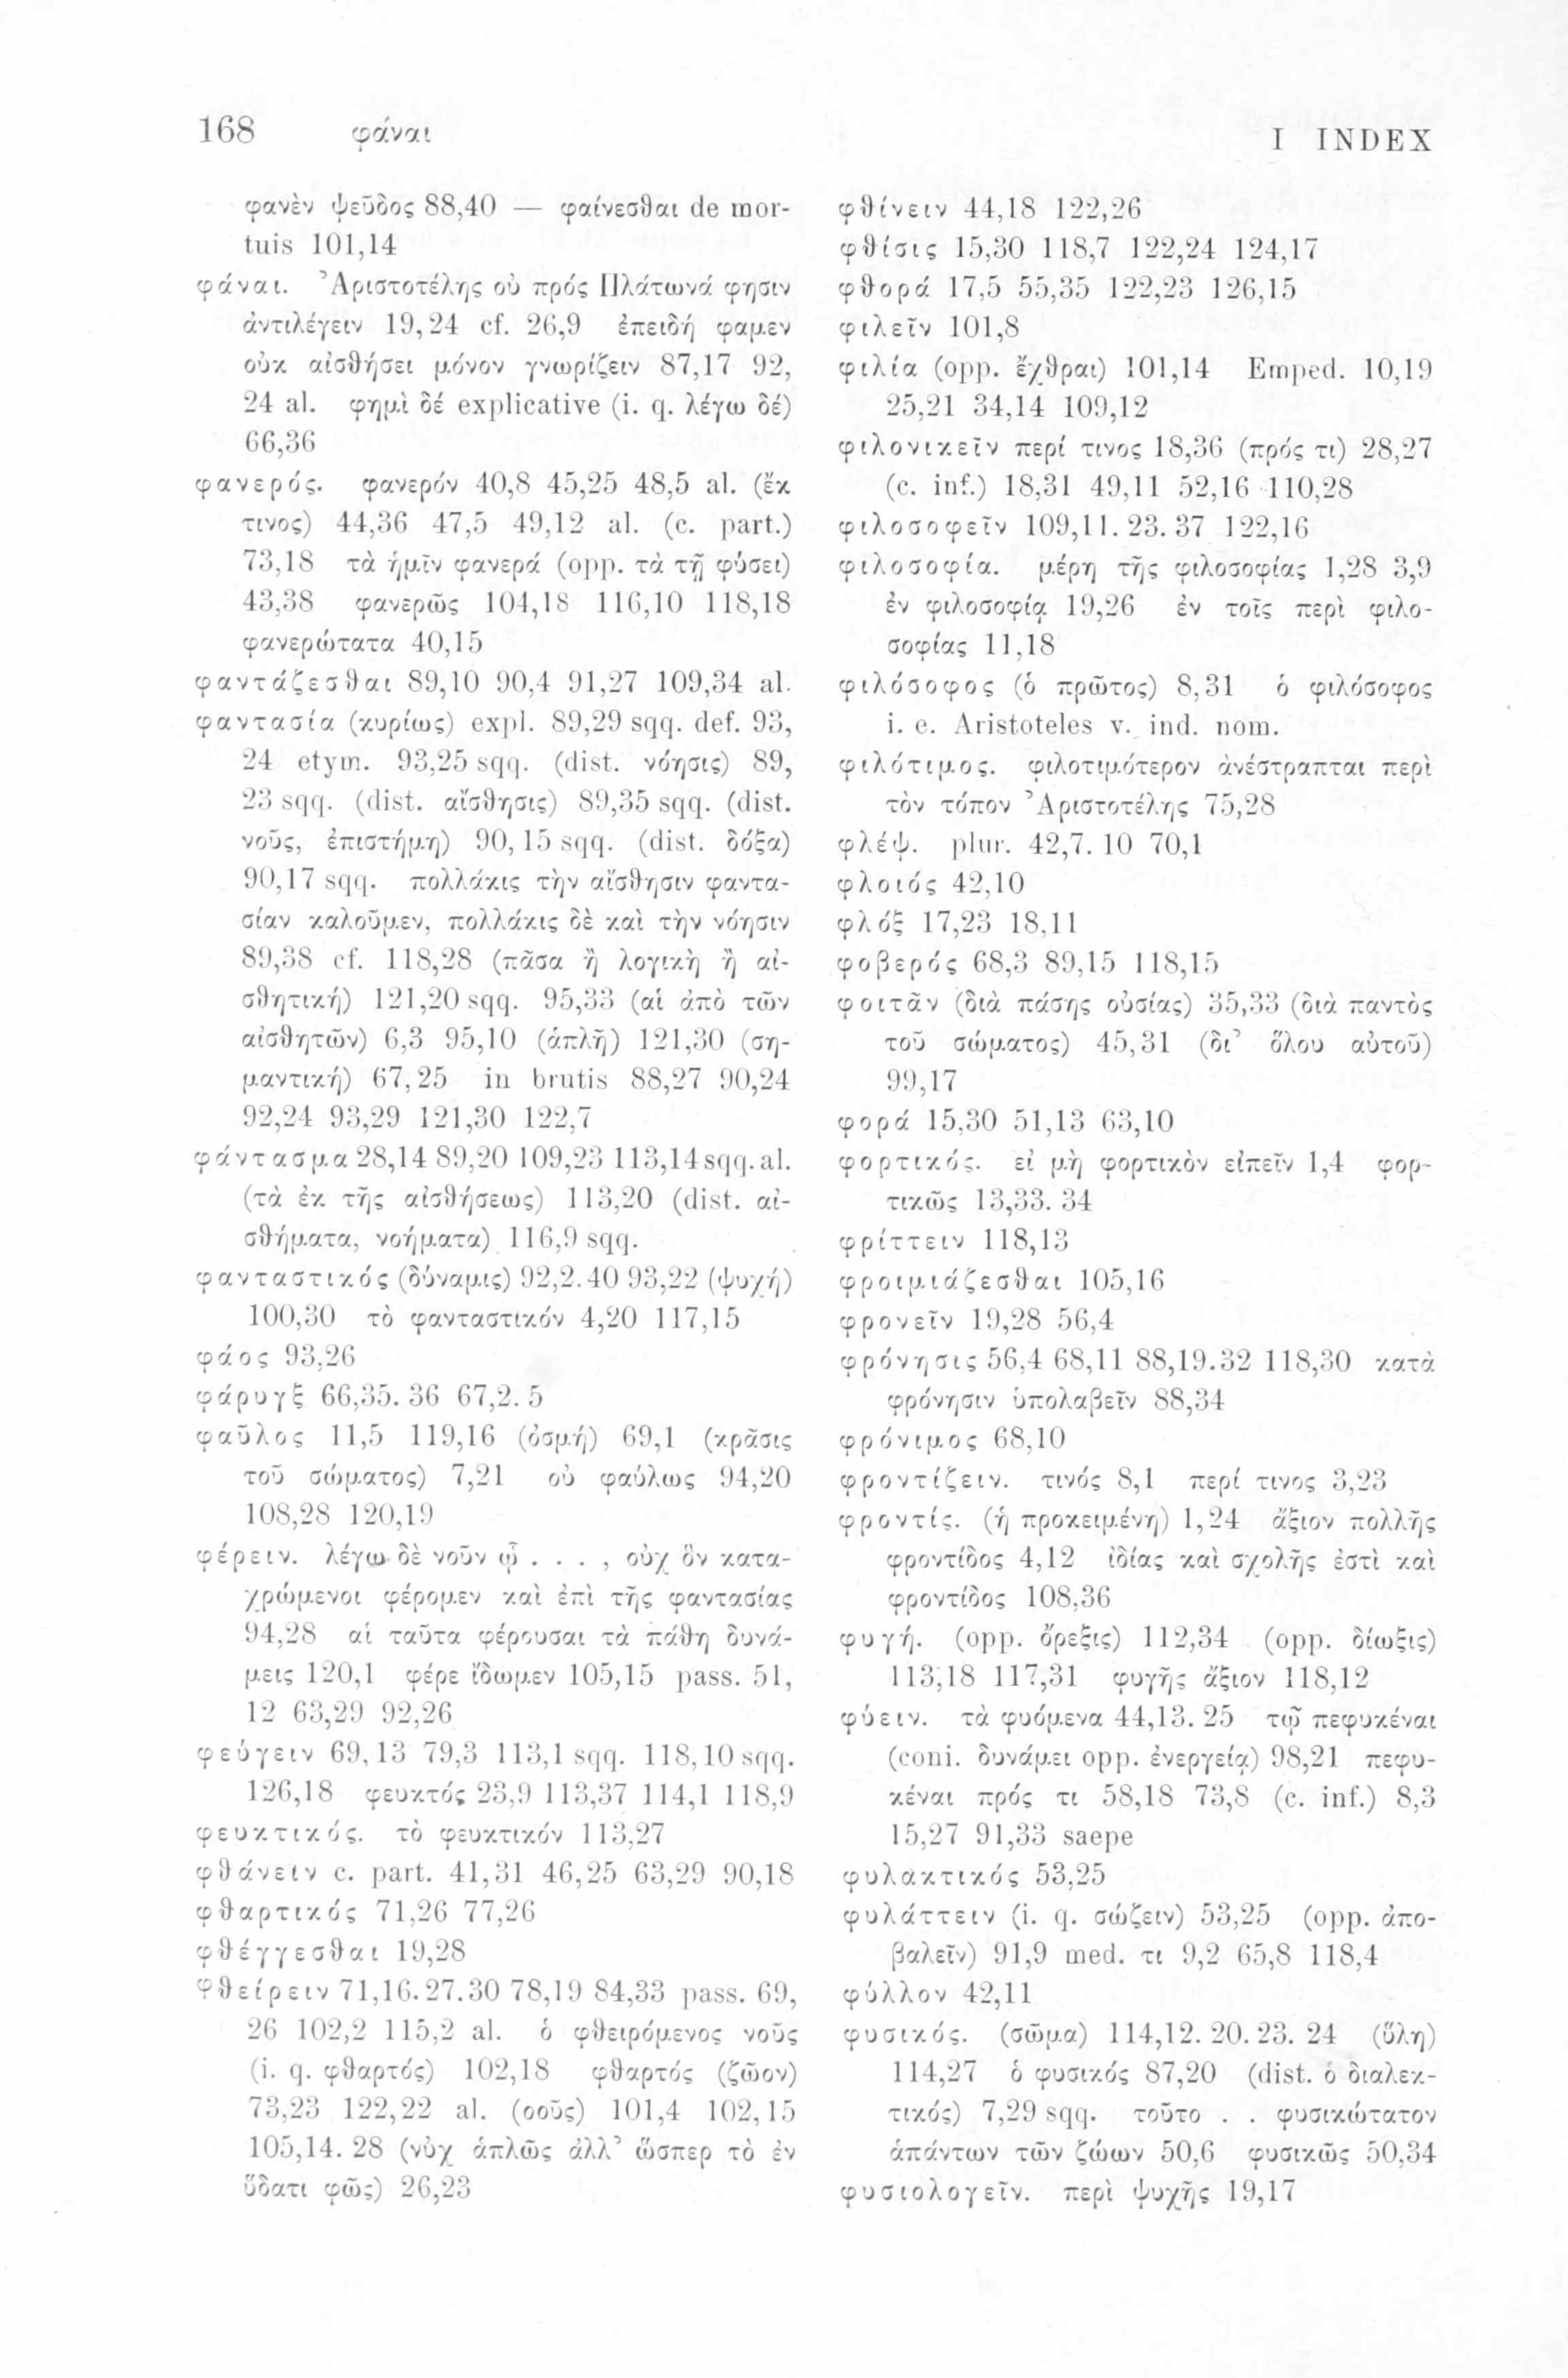 168 φάναι I INDEX
φανὲν ψεῦδος 88,40 — φαίνεσθαι de mor-
tuis 101,14
φάναι. Ἀριστοτέλης οὐ πρός Πλάτωνά φησιν
ἀντιλέγειν 19,24 cf. 26,9 ἐπειδή φαμεν
οὐκ αἰσθήσει μόνον γνωρίζειν 87,17 92,
24 al. φημὶ δέ explicative (i. q. λέγω δέ)
66,36
φανερός. φανερόν 40,8 45,25 48,5 al. (ἔκ
τινος) 44,36 47,5 49,12 al. (c. part.)
73,18 τὰ ἡμῖν φανερά (opp. τὰ τῇ φύσει)
43,38 φανερῶς 104,18 116,10 118,18
φανερώτατα 40,15
φαντάζεσθαι 89,10 90,4 91,27 109,34 al.
φαντασία (κυρίως) expl. 89,29 sqq. def. 93,
24 etym. 93,25 sqq. (dist. νόησις) 89,
23 sqq. (dist. αἴσθησις) 89,35 sqq. (dist.
νοῦς, ἐπιστήμη) 90,15 sqq. (dist. δόξα)
90,17 sqq. πολλάκις τὴν αἴσθησιν φαντα-
σίαν καλοῦμεν, πολλάκις δὲ καὶ τὴν νόησιν
89,38 cf. 118,28 (πᾶσα ἢ λογικὴ ἢ αἰ-
σθητική) 121,20 sqq. 95,33 (αἱ ἀπὸ τῶν
αἰσθητῶν) 6,3 95,10 (ἁπλῆ) 121,30 (ση-
μαντική) 67,25 in brutis 88,27 90,24
92,24 93,29 121,30 122,7
φάντασμα 28,14 89,20 109,23 113,14 sqq. al.
(τὰ ἐκ τῆς αἰσθήσεως) 113,20 (dist. αἰ-
σθήματα, νοήματα) 116,9 sqq.
φανταστικός (δύναμις) 92,2. 40 93,22 (ψυχή)
100,30 τὸ φανταστικόν 4,20 117,15
φάος 93,26
φάρυγξ 66,35. 36 67,2. 5
φαῦλος 11,5 119,16 (ὀσμή) 69,1 (κρᾶσις
τοῦ σώματος) 7,21 οὐ φαύλως 94,20
108,28 120,19
φέρειν. λέγω δὲ νοῦν ᾧ . . . , οὐχ ὃν κατα-
χρώμενοι φέρομεν καὶ ἐπὶ τῆς φαντασίας
94,28 αἱ ταῦτα φέρουσαι τὰ πάθη δυνά-
μεις 120,1 φέρε ἴδωμεν 105,15 pass. 51,
12 63,29 92,26
φεύγειν 69,13 79,3 113,1 sqq. 118,10 sqq.
126,18 φευκτός 23,9 113,37 114,1 118,9
φευκτικός. τὸ φευκτικόν 113,27
φθάνειν c. part. 41,31 46,25 63,29 90,18
φθαρτικός 71,26 77,26
φθέγγεσθαι 19,28
φθείρειν 71,16. 27. 30 78,19 84,33 pass. 69,
26 102,2 115,2 al. ὁ φθειρόμενος νοῦς
(i. q. φθαρτός) 102,18 φθαρτός (ζῶον)
73,23 122,22 al. (οοῦς) 101,4 102,15
105,14. 28 (νὐχ ἁπλῶς ἀλλ’ ὥσπερ τὸ ἐν
ὕδατι φῶς) 26,23
φθίνειν 44,18 122,26
φθίσις 15,30 118,7 122,24 124,17
φθορά 17,5 55,35 122,23 126,15
φιλεῖν 101,8
φιλία (opp. ἔχθραι) 101,14 Emped. 10,19
25,21 34,14 109,12
φιλονικεῖν περί τινος 18,36 (πρός τι) 28,27
(c. inf.) 18,31 49,11 52,16 110,28
φιλοσοφεῖν 109,11. 23. 37 122,16
φιλοσοφία. μέρη τῆς φιλοσοφίας 1,28 3,9
ἐν φιλοσοφίᾳ 19,26 ἐν τοῖς περὶ φιλο-
σοφίας 11,18
φιλόσοφος (ὁ πρῶτος) 8,31 ὁ φιλόσοφος
i. e. Aristoteles v. ind. nom.
φιλότιμος. φιλοτιμότερον ἀνέστραπται περὶ
τὸν τόπον Ἀριστοτέλης 75,28
φλέψ. plur. 42,7. 10 70,1
φλοιός 42,10
φλόξ 17,23 18,11
φοβερός 68,3 89,15 118,15
φοιτᾶν (διὰ πάσης οὐσίας) 35,33 (διὰ παντὸς
τοῦ σώματος) 45,31 (δι’ ὅλου αὐτοῦ)
99,17
φορά 15,30 51,13 63,10
φορτικός. εἰ μὴ φορτικὸν εἰπεῖν 1,4 φορ-
τικῶς 13,33. 34
φρίττειν 118,13
φροιμιάζεσθαι 105,16
φρονεῖν 19,28 56,4
φρόνησις 56,4 68,11 88,19. 32 118,30 κατὰ
φρόνησιν ὑπολαβεῖν 88,34
φρόνιμος 68,10
φροντίζειν. τινός 8,1 περί τινος 3,23
φροντίς. (ἡ προκειμένη) 1,24 ἄξιον πολλῆς
φροντίδος 4,12 ἰδίας καὶ σχολῆς ἐστὶ καὶ
φροντίδος 108,36
φυγή. (opp. ὄρεξις) 112,34 (opp. δίωξις)
113,18 117,31 φυγῆς ἄξιον 118,12
φύειν. τὰ φυόμενα 44,13. 25 τῷ πεφυκέναι
(coni. δυνάμει opp. ἐνεργείᾳ) 98,21 πεφυ-
κέναι πρός τι 58,18 73,8 (c. inf.) 8,3
15,27 91,33 saepe
φυλακτικός 53,25
φυλάττειν (i. q. σώζειν) 53,25 (opp. ἀπο-
βαλεῖν) 91,9 med. τι 9,2 65,8 118,4
φύλλον 42,11
φυσικός. (σῶμα) 114,12. 20. 23. 24 (ὕλη)
114,27 ὁ φυσικός 87,20 (dist. ὁ διαλεκ-
τικός) 7,29 sqq. τοῦτο . . φυσικώτατον
ἁπάντων τῶν ζώων 50,6 φυσικῶς 50,34
φυσιολογεῖν. περὶ ψυχῆς 19,17